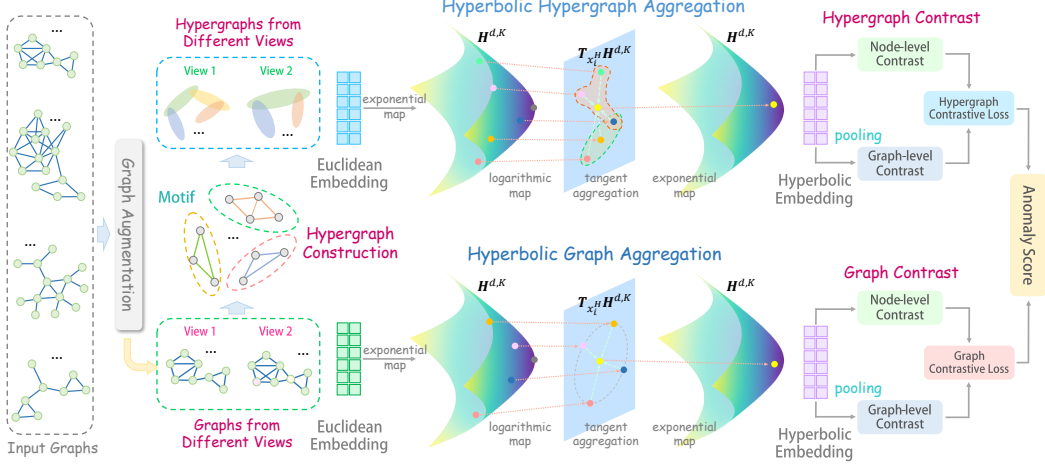 Input Graphs
...
...
...
...
Graph Augmentation
Hypergraphs from
Different Views
View 1
View 2
...
...
Motif
...
Hypergraph
Construction
View 1
View 2
...
...
Graphs from
Different Views
Euclidean
Embedding
exponential
map
Hyperbolic Hypergraph Aggregation
H^{d,K}
T_{x_i^H}H^{d,K}
H^{d,K}
logarithmic
map
tangent
aggregation
exponential
map
Euclidean
Embedding
exponential
map
Hyperbolic Graph Aggregation
H^{d,K}
T_{x_i^H}H^{d,K}
H^{d,K}
logarithmic
map
tangent
aggregation
exponential
map
Hypergraph Contrast
Node-level
Contrast
pooling
Graph-level
Contrast
Hypergraph
Contrastive Loss
Hyperbolic
Embedding
Graph Contrast
Node-level
Contrast
pooling
Graph-level
Contrast
Graph
Contrastive Loss
Hyperbolic
Embedding
Anomaly Score